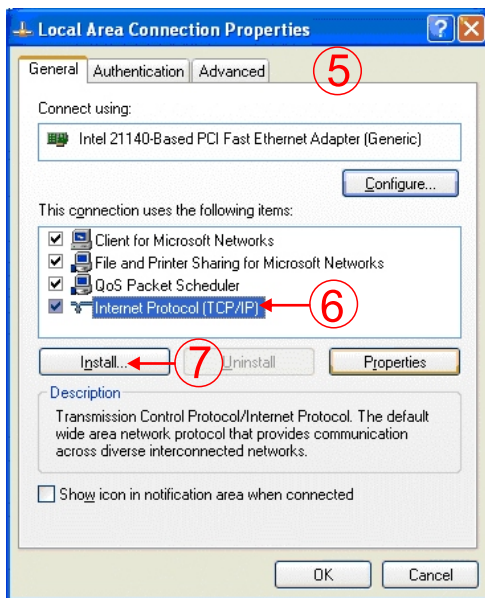 Local Area Connection Properties
General Authentication Advanced
5
Connect using:
Intel 21140-Based PCI Fast Ethernet Adapter (Generic)
Configure...
This connection uses the following items:
Client for Microsoft Networks
File and Printer Sharing for Microsoft Networks
QoS Packet Scheduler
Internet Protocol (TCP/IP) 6
Install... 7 Uninstall Properties
Description
Transmission Control Protocol/Internet Protocol. The default
wide area network protocol that provides communication
across diverse interconnected networks.
Show icon in notification area when connected
OK Cancel